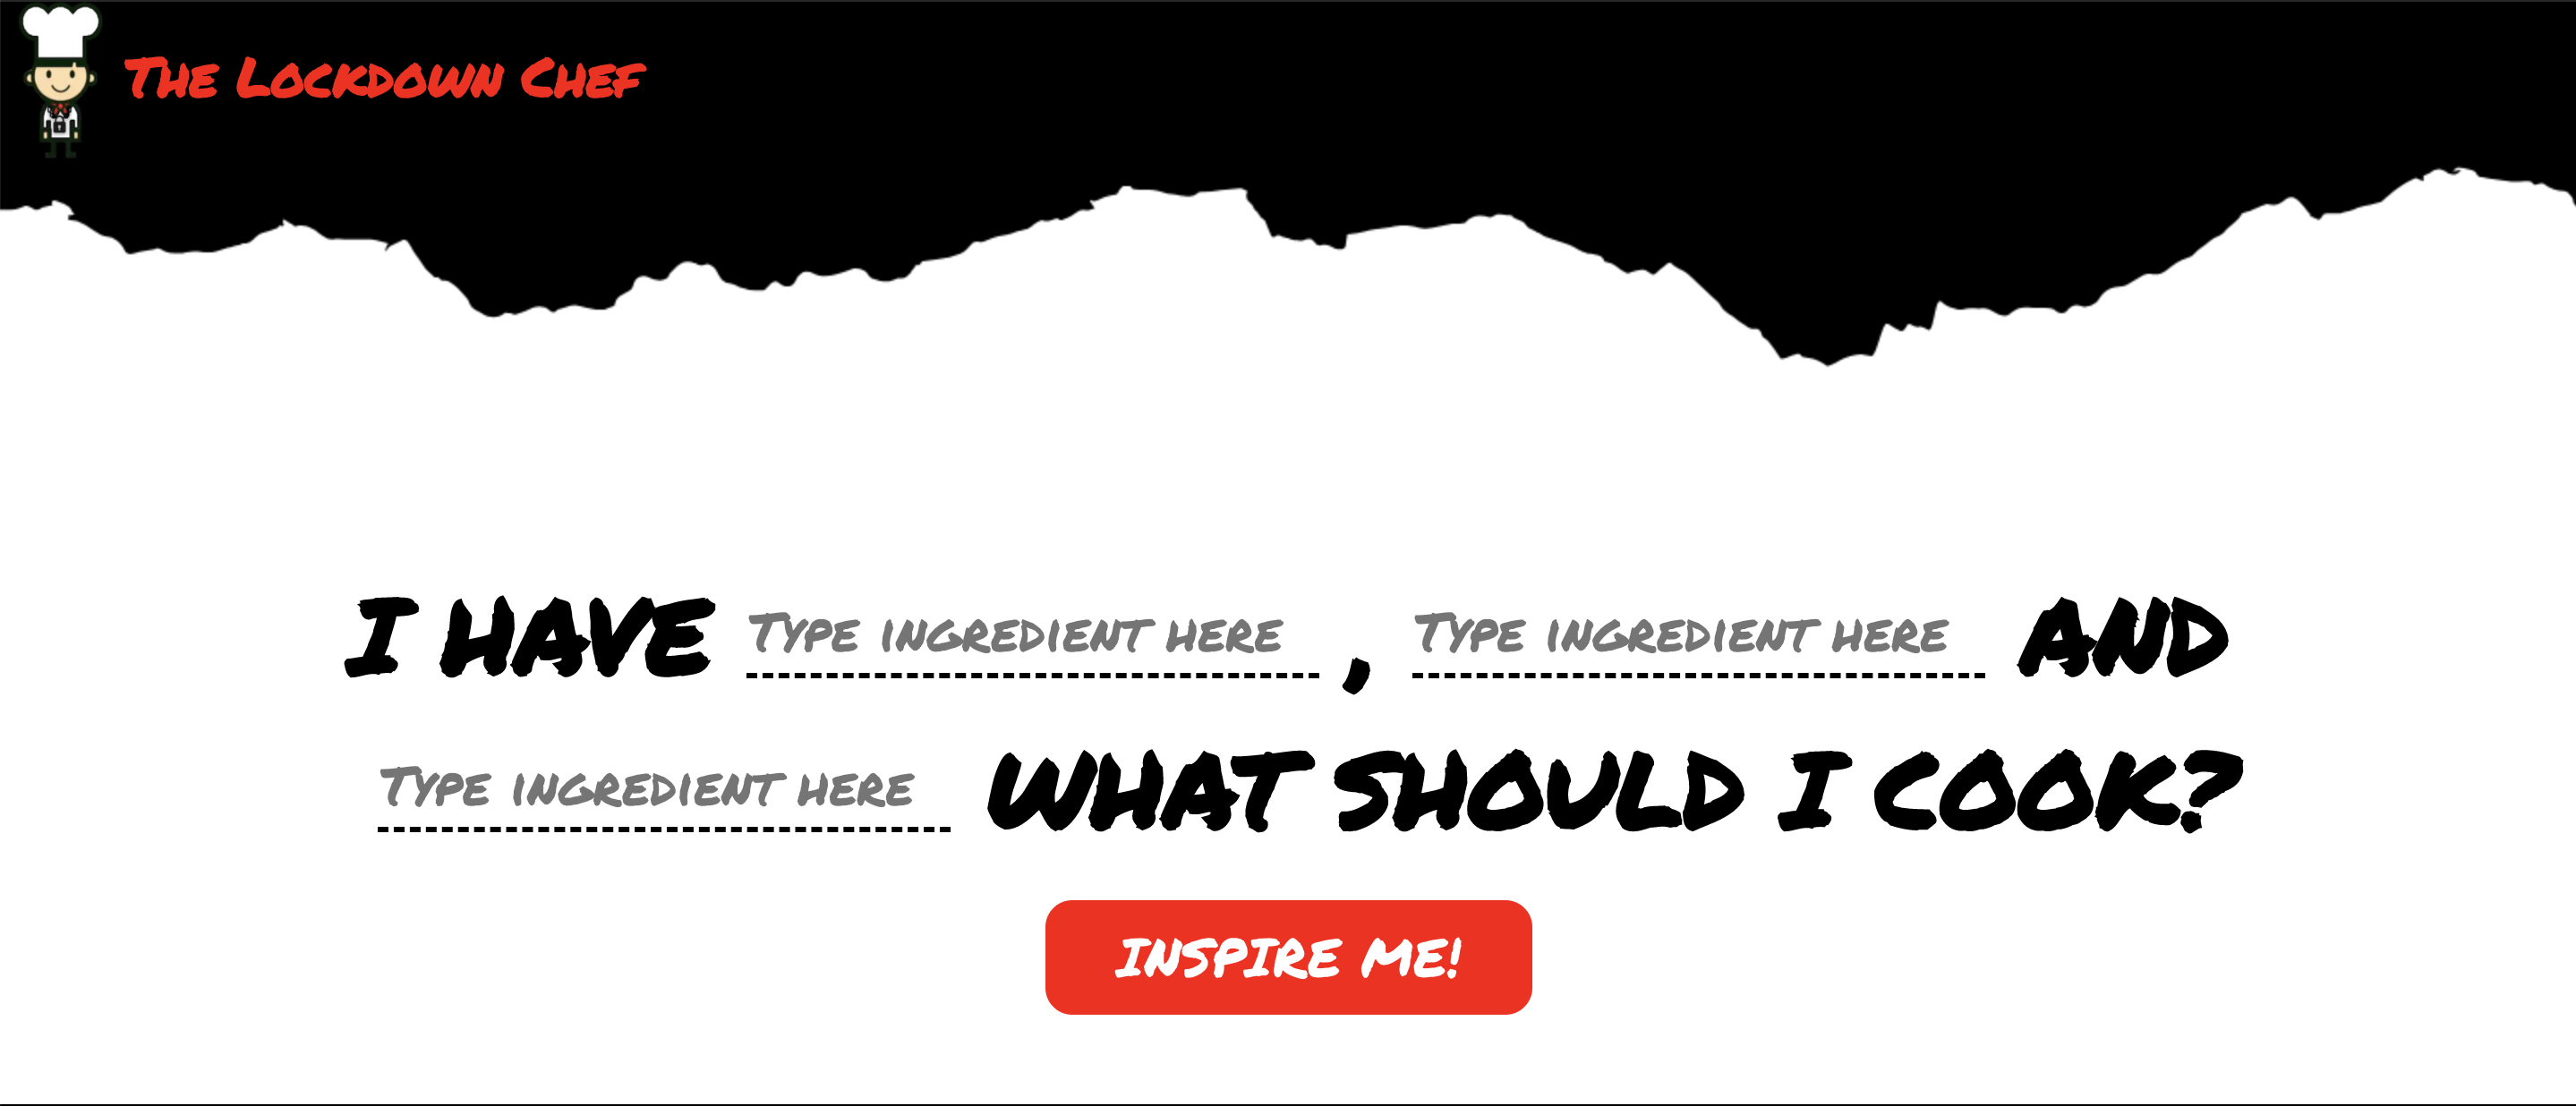 The Lockdown Chef
I HAVE Type ingredient here , Type ingredient here AND
Type ingredient here WHAT SHOULD I COOK?
INSPIRE ME!